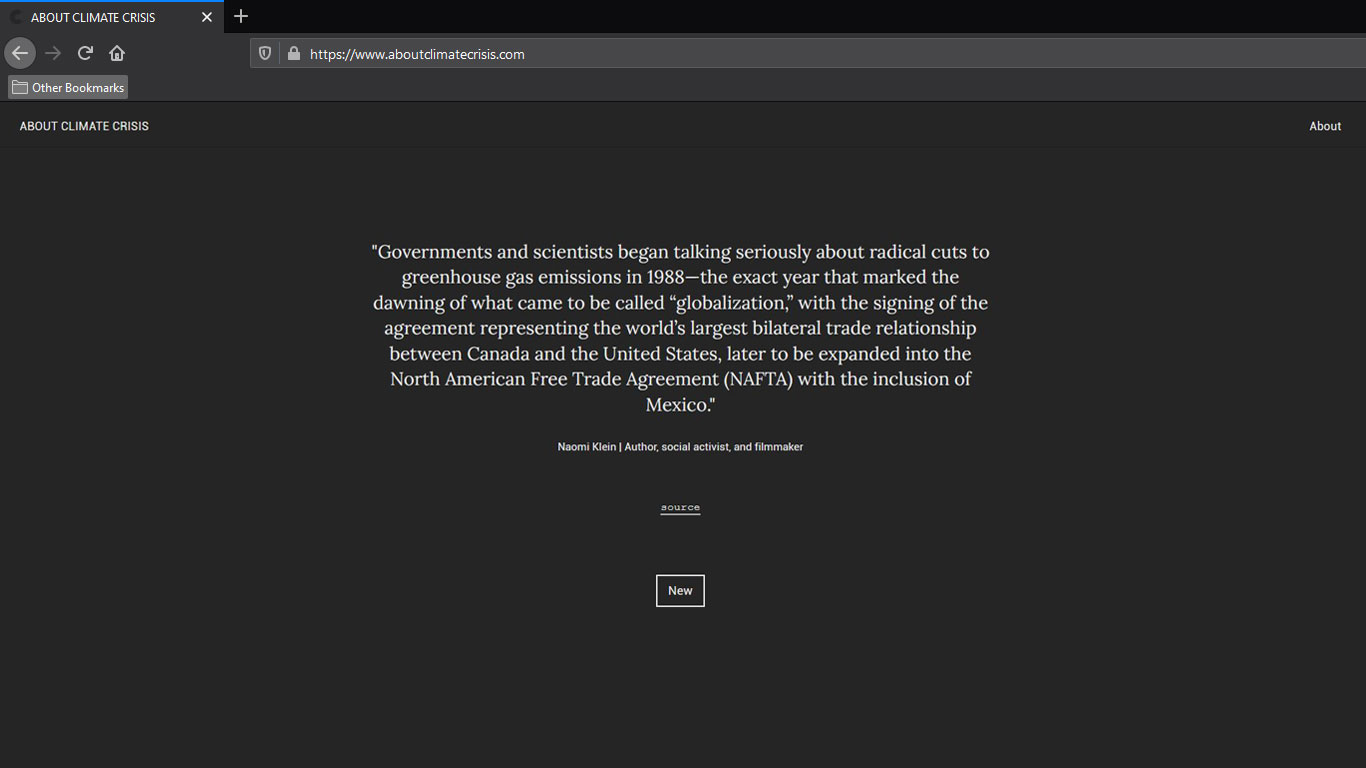 ABOUT CLIMATE CRISIS
https://www.aboutclimatecrisis.com
Other Bookmarks
ABOUT CLIMATE CRISIS
About
"Governments and scientists began talking seriously about radical cuts to
greenhouse gas emissions in 1988—the exact year that marked the
dawning of what came to be called “globalization,” with the signing of the
agreement representing the world’s largest bilateral trade relationship
between Canada and the United States, later to be expanded into the
North American Free Trade Agreement (NAFTA) with the inclusion of
Mexico."
Naomi Klein | Author, social activist, and filmmaker
source
New